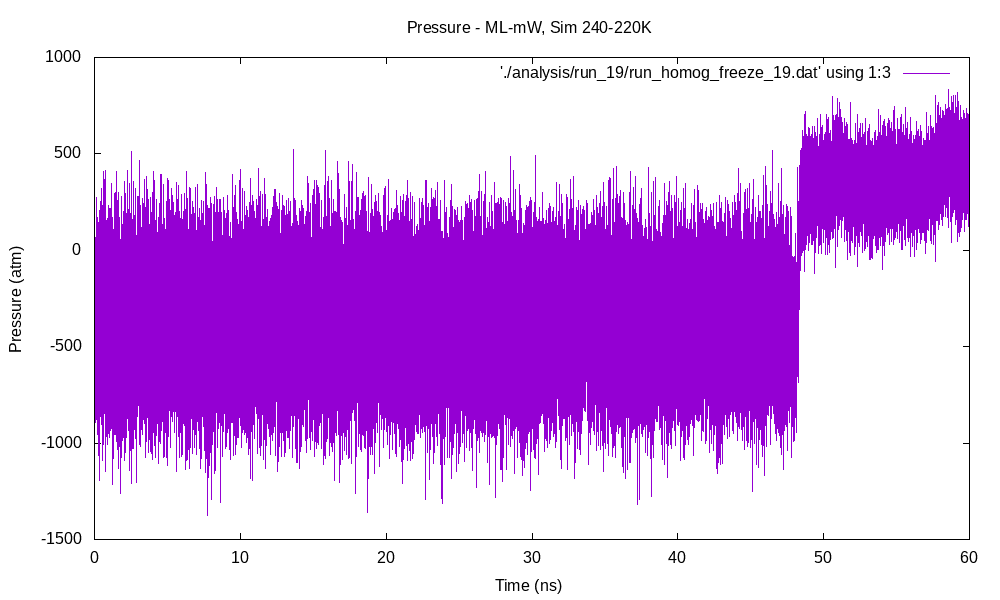 Pressure - ML-mW, Sim 240-220K
1000
500
0
-500
-1000
-1500
Pressure (atm)
'./analysis/run_19/run_homog_freeze_19.dat' using 1:3
0 10 20 30 40 50 60
Time (ns)